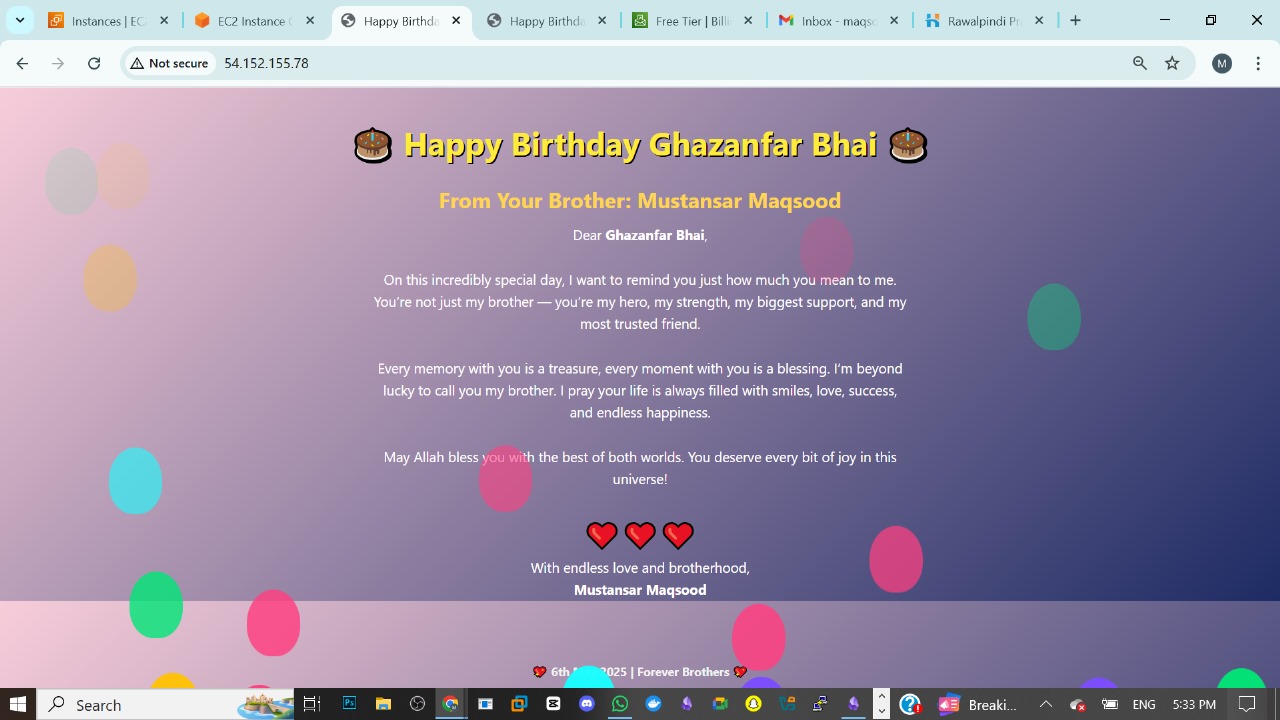 Instances | EC
EC2 Instance
Happy Birthda
Happy Birthda
Free Tier | Billi
Inbox - maqso
Rawalpindi Pr
Not secure
54.152.155.78
M
🎂 Happy Birthday Ghazanfar Bhai 🎂
From Your Brother: Mustansar Maqsood
Dear Ghazanfar Bhai,
On this incredibly special day, I want to remind you just how much you mean to me.
You're not just my brother — you're my hero, my strength, my biggest support, and my
most trusted friend.
Every memory with you is a treasure, every moment with you is a blessing. I'm beyond
lucky to call you my brother. I pray your life is always filled with smiles, love, success,
and endless happiness.
May Allah bless you with the best of both worlds. You deserve every bit of joy in this
universe!
❤️❤️❤️
With endless love and brotherhood,
Mustansar Maqsood
💖 6th 2025 | Forever Brothers 💖
Search
Ps
Breaki...
ENG
5:33 PM